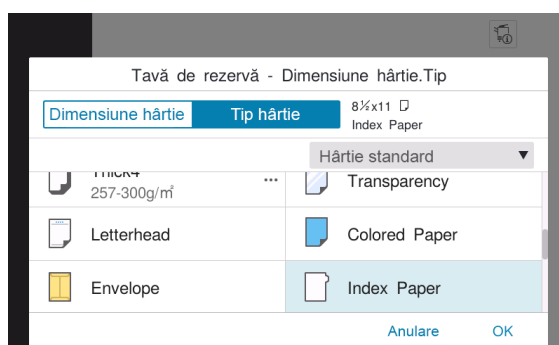 Tavă de rezervă - Dimensiune hârtie.Tip
Dimensiune hârtie
Tip hârtie
8½x11
Index Paper
Hârtie standard
Thick4
257-300g/㎡
Transparency
Letterhead
Colored Paper
Envelope
Index Paper
Anulare
OK